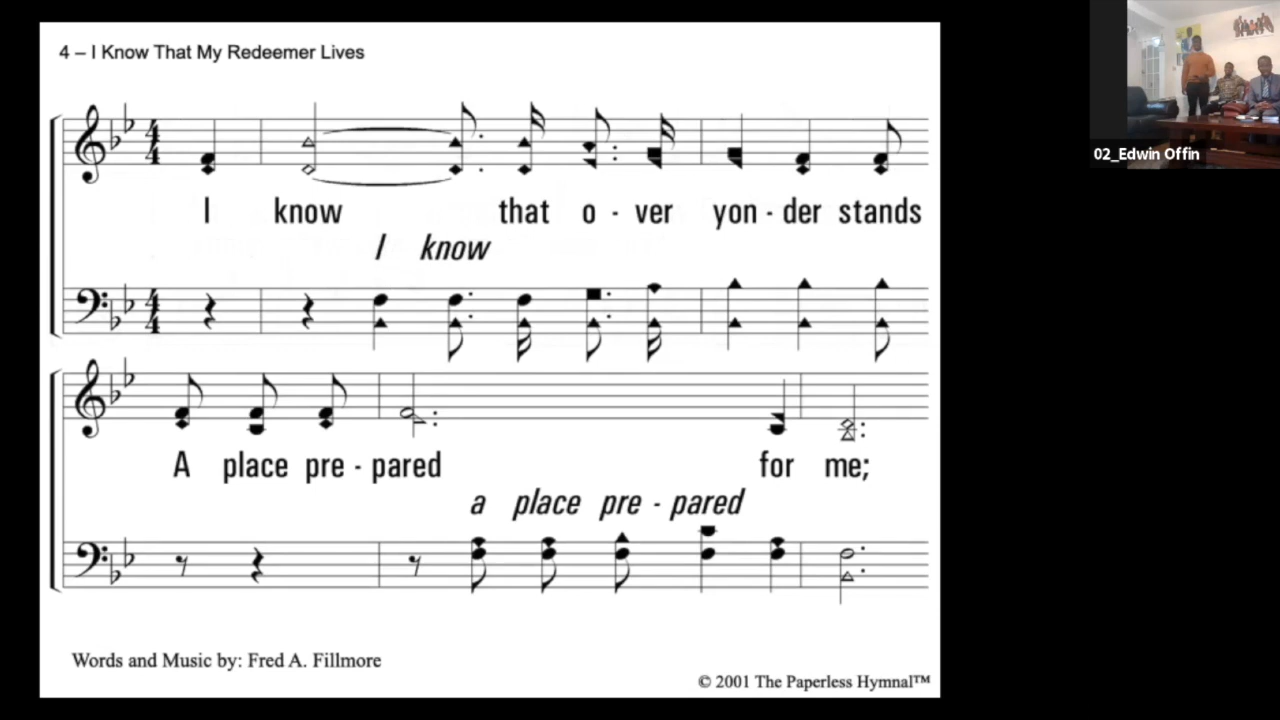 4 – I Know That My Redeemer Lives
I know that o - ver yon - der stands
I know
A place pre - pared for me;
a place pre - pared
Words and Music by: Fred A. Fillmore
© 2001 The Paperless Hymnal™
02_Edwin Offin